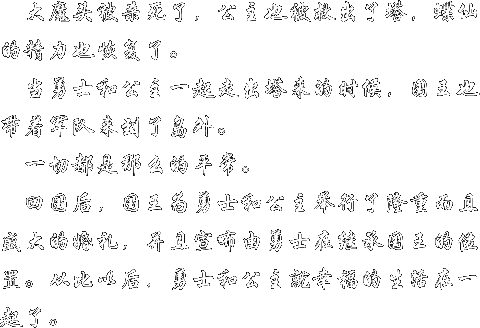 大魔头被杀死了，公主也被救出了塔，蝶仙
的精力也恢复了。
当勇士和公主一起走出塔来的时候，国王也
带着军队来到了岛外。
一切都是那么的平常。
回国后，国王为勇士和公主举行了隆重而且
盛大的婚礼，并且宣布由勇士在继承国王的位
置。从此以后，勇士和公主就幸福的生活在一
起了。